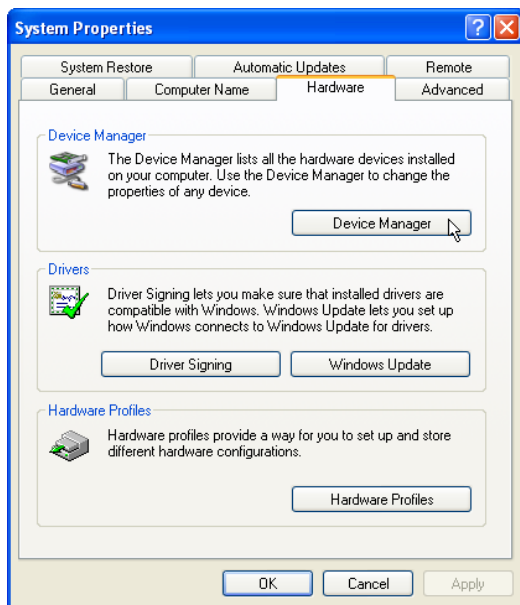 System Properties
System Restore
Automatic Updates
Remote
General
Computer Name
Hardware
Advanced
Device Manager
The Device Manager lists all the hardware devices installed
on your computer. Use the Device Manager to change the
properties of any device.
Device Manager
Drivers
Driver Signing lets you make sure that installed drivers are
compatible with Windows. Windows Update lets you set up
how Windows connects to Windows Update for drivers.
Driver Signing
Windows Update
Hardware Profiles
Hardware profiles provide a way for you to set up and store
different hardware configurations.
Hardware Profiles
OK
Cancel
Apply